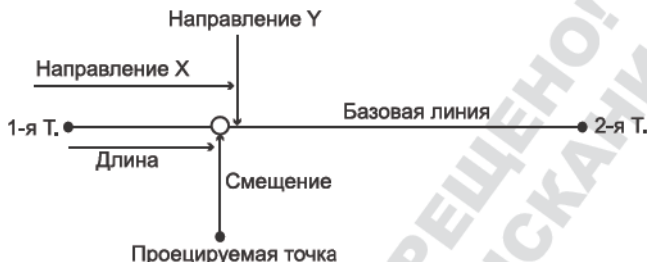 Направление Y
Направление X
Базовая линия
1-я Т.
2-я Т.
Длина
Смещение
Проецируемая точка